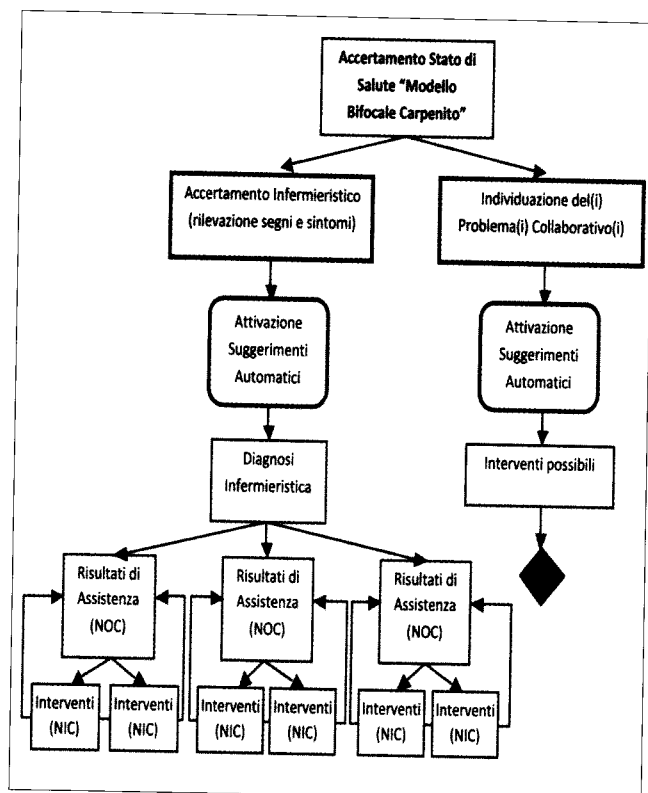 Accertamento Stato di
Salute “Modello
Bifocale Carpenito”
Accertamento Infermieristico
(rilevazione segni e sintomi)
Individuazione del(i)
Problema(i) Collaborativo(i)
Attivazione
Suggerimenti
Automatici
Attivazione
Suggerimenti
Automatici
Diagnosi
Infermieristica
Interventi possibili
Risultati di
Assistenza
(NOC)
Risultati di
Assistenza
(NOC)
Risultati di
Assistenza
(NOC)
Interventi
(NIC)
Interventi
(NIC)
Interventi
(NIC)
Interventi
(NIC)
Interventi
(NIC)
Interventi
(NIC)